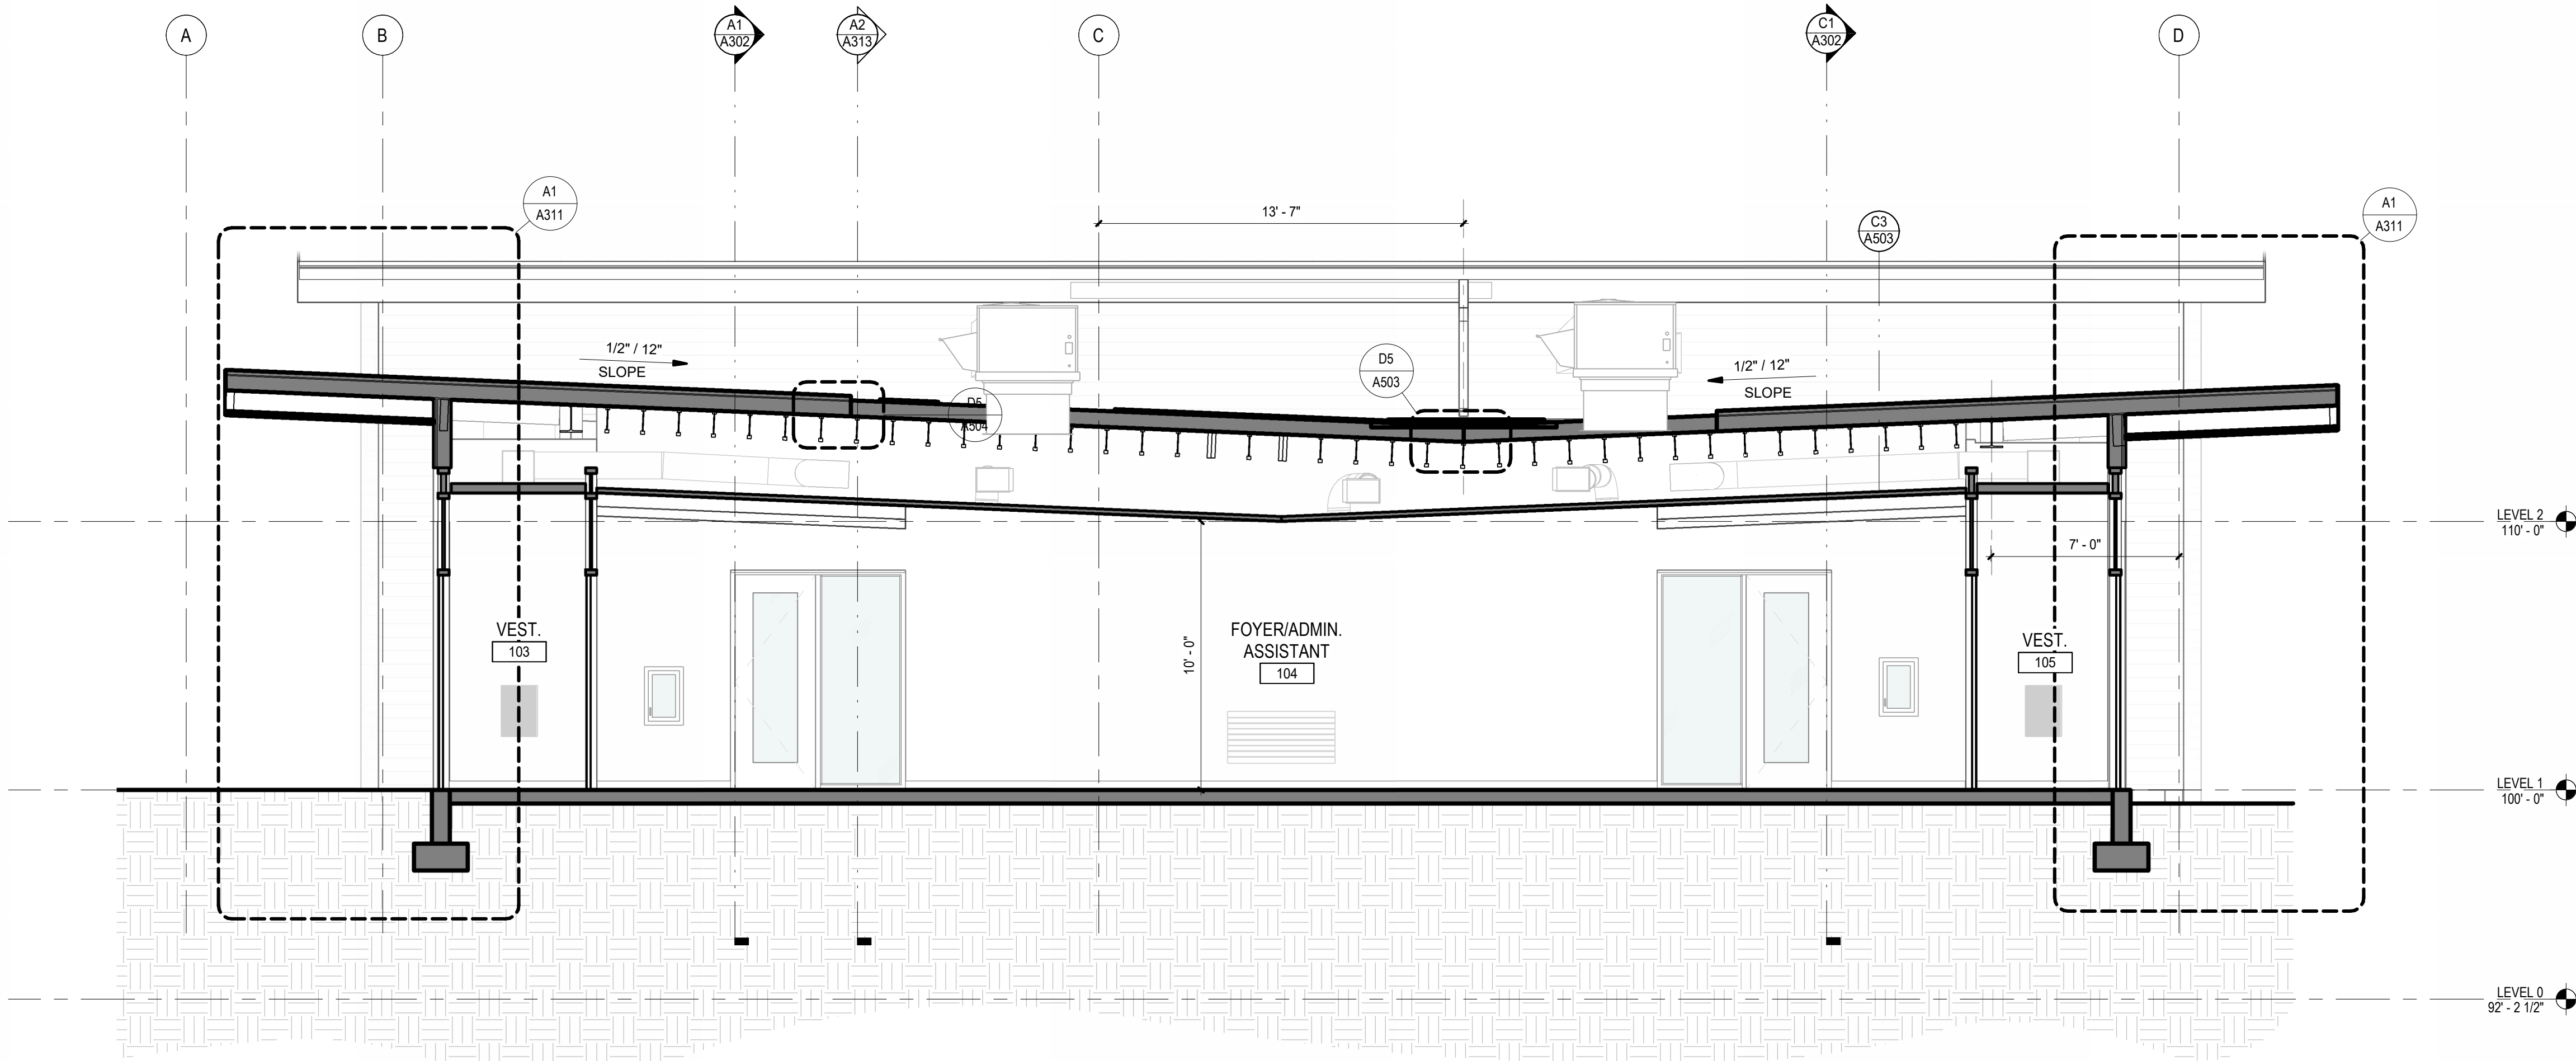 A
B
A1
A302
A2
A313
C
C1
A302
D
A1
A311
13' - 7"
C3
A503
A1
A311
1/2" / 12"
SLOPE
D5
A504
D5
A503
1/2" / 12"
SLOPE
LEVEL 2
110' - 0"
7' - 0"
VEST.
103
10' - 0"
FOYER/ADMIN.
ASSISTANT
104
VEST.
105
LEVEL 1
100' - 0"
LEVEL 0
92' - 2 1/2"